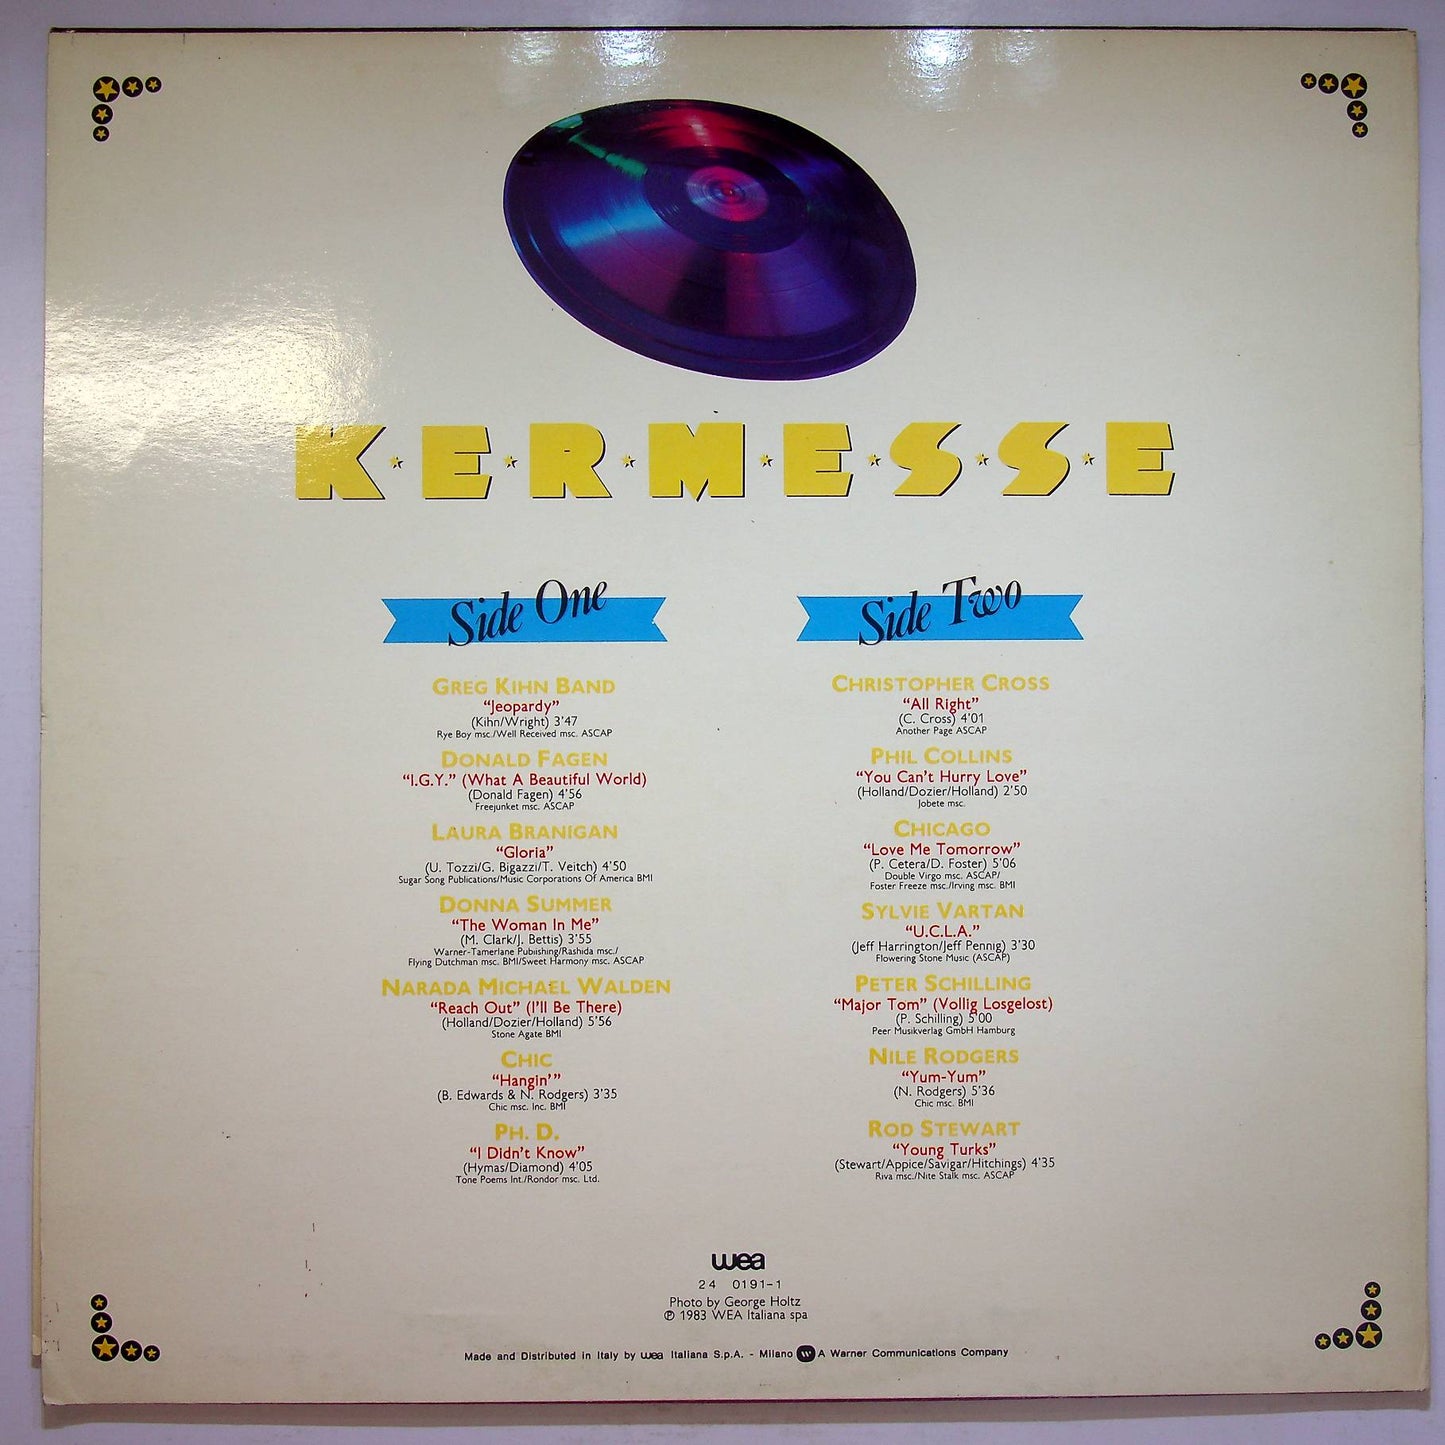 K·E·R·M·E·S·S·E
Side One
GREG KIHN BAND
“Jeopardy”
(Kihn/Wright) 3'47
Rye Boy msc./Well Received msc. ASCAP
DONALD FAGEN
“I.G.Y.” (What A Beautiful World)
(Donald Fagen) 4'56
Freejunket msc. ASCAP
LAURA BRANIGAN
“Gloria”
(U. Tozzi/G. Bigazzi/T. Veitch) 4'50
Sugar Song Publications/Music Corporations Of America BMI
DONNA SUMMER
“The Woman In Me”
(M. Clark/J. Bettis) 3'55
Warner-Tamerlane Publishing/Rashida msc./
Flying Dutchman msc. BMI/Sweet Harmony msc. ASCAP
NARADA MICHAEL WALDEN
“Reach Out” (I'll Be There)
(Holland/Dozier/Holland) 5'56
Stone Agate BMI
CHIC
“Hangin'”
(B. Edwards & N. Rodgers) 3'35
Chic msc. Inc. BMI
PH. D.
“I Didn't Know”
(Hymas/Diamond) 4'05
Tone Poems Int./Rondor msc. Ltd.
Side Two
CHRISTOPHER CROSS
“All Right”
(C. Cross) 4'01
Another Page ASCAP
PHIL COLLINS
“You Can't Hurry Love”
(Holland/Dozier/Holland) 2'50
Jobete msc.
CHICAGO
“Love Me Tomorrow”
(P. Cetera/D. Foster) 5'06
Double Virgo msc. ASCAP/
Foster Freeze msc./Irving msc. BMI
SYLVIE VARTAN
“U.C.L.A.”
(Jeff Harrington/Jeff Pennig) 3'30
Flowering Stone Music (ASCAP)
PETER SCHILLING
“Major Tom” (Vollig Losgelost)
(P. Schilling) 5'00
Peer Musikverlag GmbH Hamburg
NILE RODGERS
“Yum-Yum”
(N. Rodgers) 5'36
Chic msc. BMI
ROD STEWART
“Young Turks”
(Stewart/Appice/Savigar/Hitchings) 4'35
Riva msc./Nite Stalk msc. ASCAP
wea
24 0191-1
Photo by George Holtz
℗ 1983 WEA Italiana spa
Made and Distributed in Italy by wea Italiana S.p.A. - Milano W A Warner Communications Company